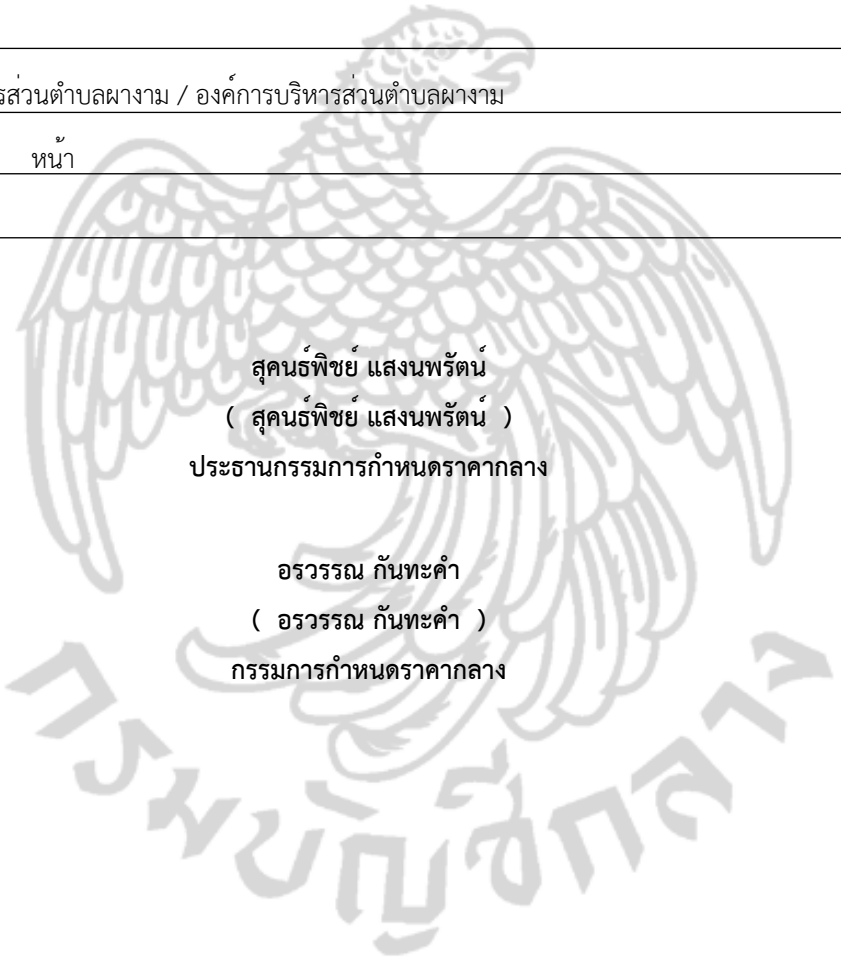 รส่วนตำบลผางาม / องค์การบริหารส่วนตำบลผางาม
หน้า
สุคนธ์พิชย์ แสงนพรัตน์
( สุคนธ์พิชย์ แสงนพรัตน์ )
ประธานกรรมการกำหนดราคากลาง
อรวรรณ กันทะคำ
( อรวรรณ กันทะคำ )
กรรมการกำหนดราคากลาง
กรมบัญชีกลาง